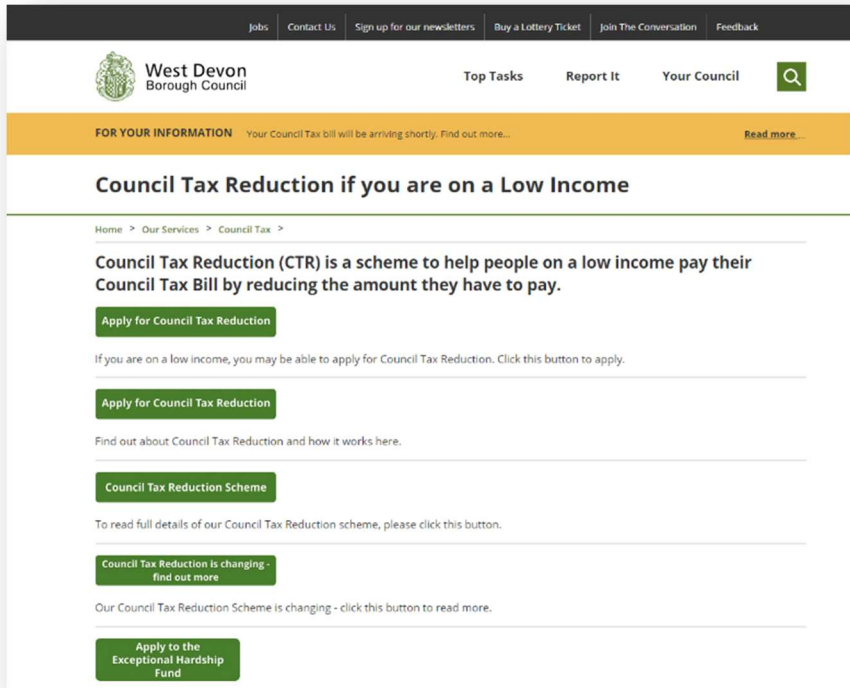 Jobs Contact Us Sign up for our newsletters Buy a Lottery Ticket Join The Conversation Feedback
West Devon
Borough Council
Top Tasks Report It Your Council
FOR YOUR INFORMATION Your Council Tax bill will be arriving shortly. Find out more... Read more...
Council Tax Reduction if you are on a Low Income
Home > Our Services > Council Tax >
Council Tax Reduction (CTR) is a scheme to help people on a low income pay their
Council Tax Bill by reducing the amount they have to pay.
Apply for Council Tax Reduction
If you are on a low income, you may be able to apply for Council Tax Reduction. Click this button to apply.
Apply for Council Tax Reduction
Find out about Council Tax Reduction and how it works here.
Council Tax Reduction Scheme
To read full details of our Council Tax Reduction scheme, please click this button.
Council Tax Reduction is changing -
find out more
Our Council Tax Reduction Scheme is changing - click this button to read more.
Apply to the
Exceptional Hardship
Fund